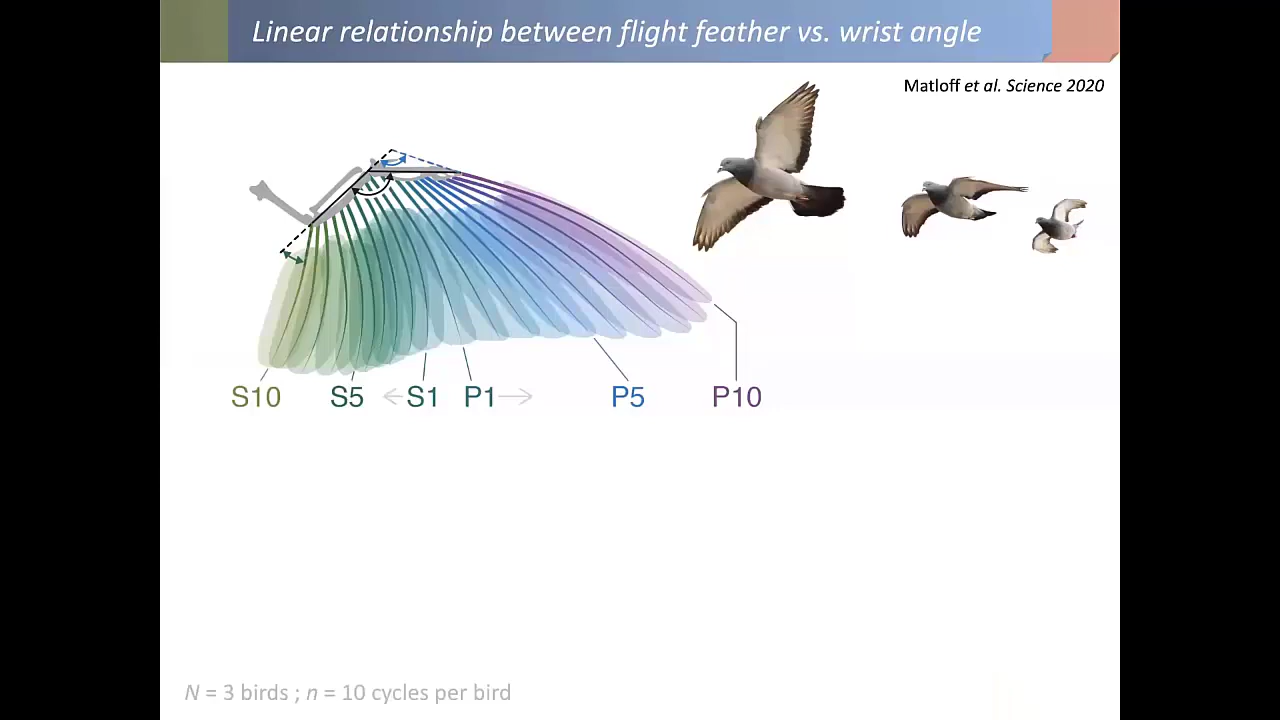 Linear relationship between flight feather vs. wrist angle
Matloff et al. Science 2020
S10 S5 S1 P1 P5 P10
N = 3 birds ; n = 10 cycles per bird